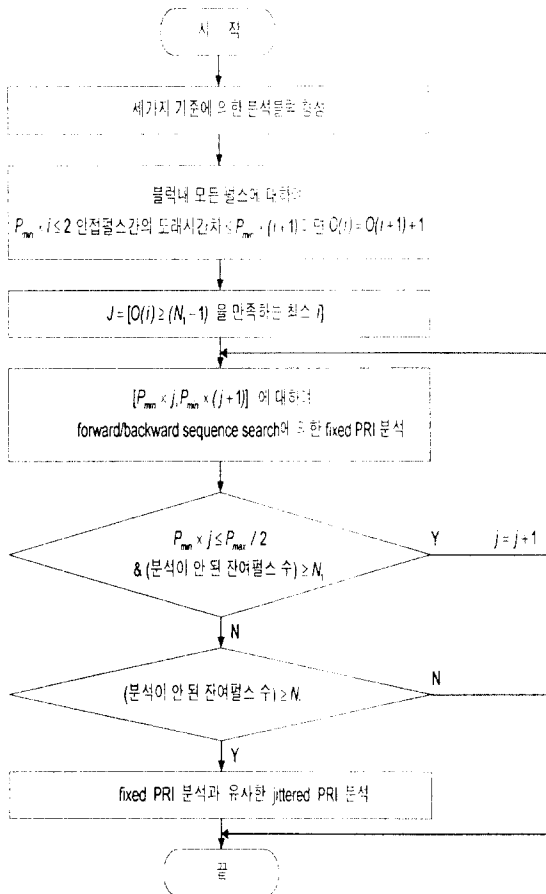 시 작
세가지 기준에 의한 분석블럭 형성
블럭내 모든 펄스에 대하여
P_min × i ≤ 2 인접펄스간의 도래시간차 ≤ P_min × (i+1) 면 O(i) = O(i+1)+1
J = [O(i) ≥ (N₁-1) 을 만족하는 최소 i]
[P_min × j, P_min × (j+1)] 에 대하여
forward/backward sequence search에 의한 fixed PRI 분석
P_min × j ≤ P_max / 2
& (분석이 안 된 잔여펄스 수) ≥ N₁
Y
j = j+1
N
(분석이 안 된 잔여펄스 수) ≥ N
N
Y
fixed PRI 분석과 유사한 jittered PRI 분석
끝